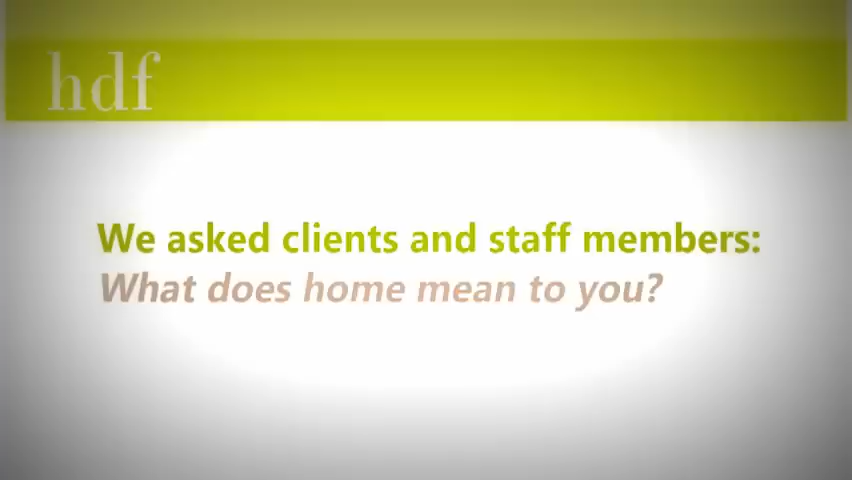 hdf
We asked clients and staff members:
What does home mean to you?